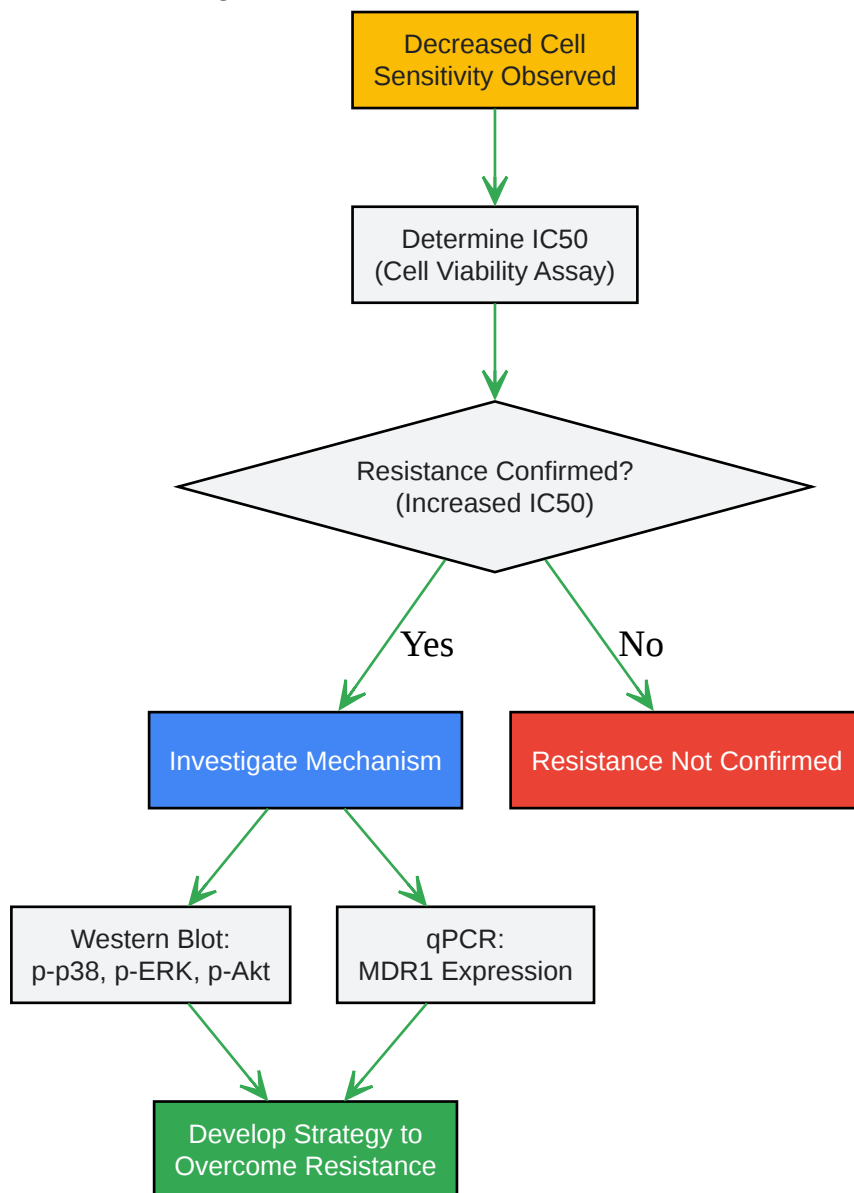 Decreased Cell
Sensitivity Observed
Determine IC50
(Cell Viability Assay)
Resistance Confirmed?
(Increased IC50)
Yes
No
Investigate Mechanism
Resistance Not Confirmed
Western Blot:
p-p38, p-ERK, p-Akt
qPCR:
MDR1 Expression
Develop Strategy to
Overcome Resistance